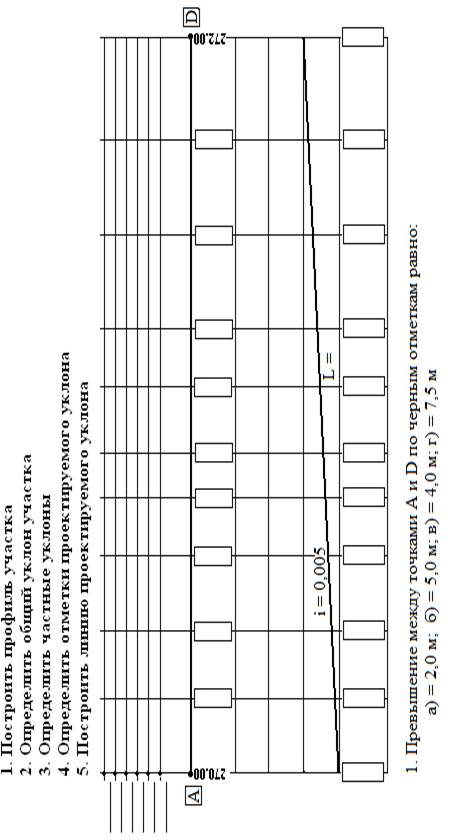 1. Построить профиль участка
2. Определить общий уклон участка
3. Определить частные уклоны
4. Определить отметки проектируемого уклона
5. Построить линию проектируемого уклона
A
D
270.00
272.00
i = 0,005
L =
1. Превышение между точками А и D по черным отметкам равно:
а) = 2,0 м; б) = 5,0 м; в) = 4,0 м; г) = 7,5 м